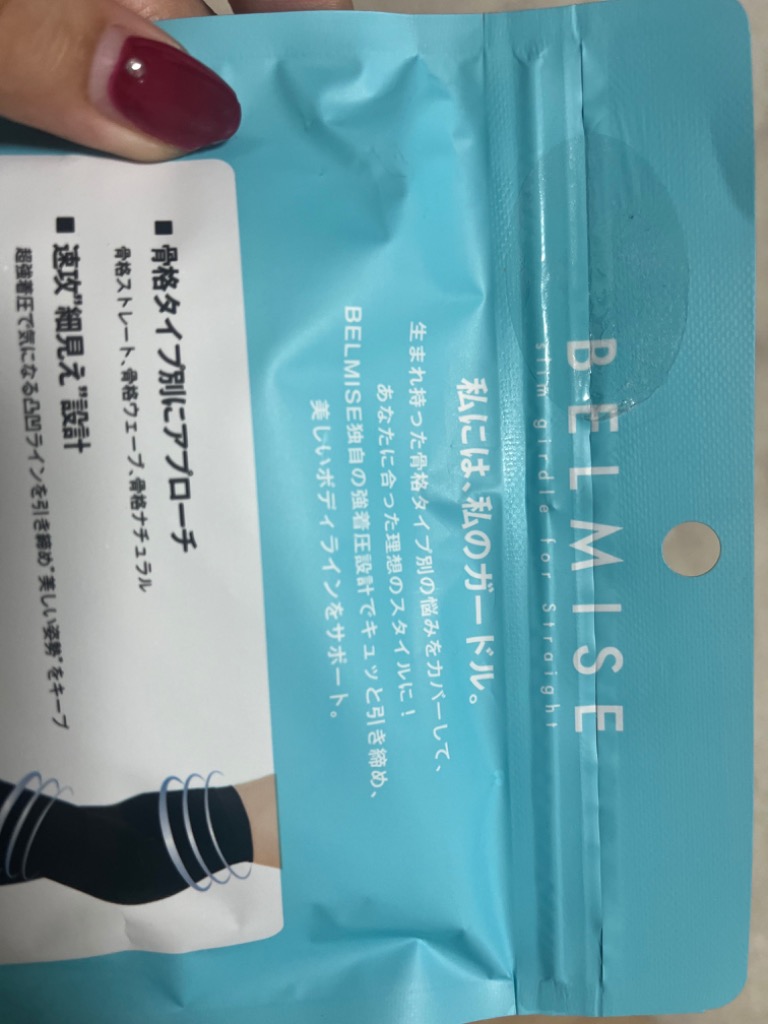 BELMISE
slim girdle for Straight
私には、私のガードル。
生まれ持った骨格タイプ別の悩みをカバーして、
あなたに合った理想のスタイルに！
BELMISE独自の強着圧設計でキュッと引き締め、
美しいボディラインをサポート。
■ 骨格タイプ別にアプローチ
骨格ストレート、骨格ウェーブ、骨格ナチュラル
■ 速攻"細見え"設計
超強着圧で気になる凸凹ラインを引き締め"美しい姿勢"をキープ